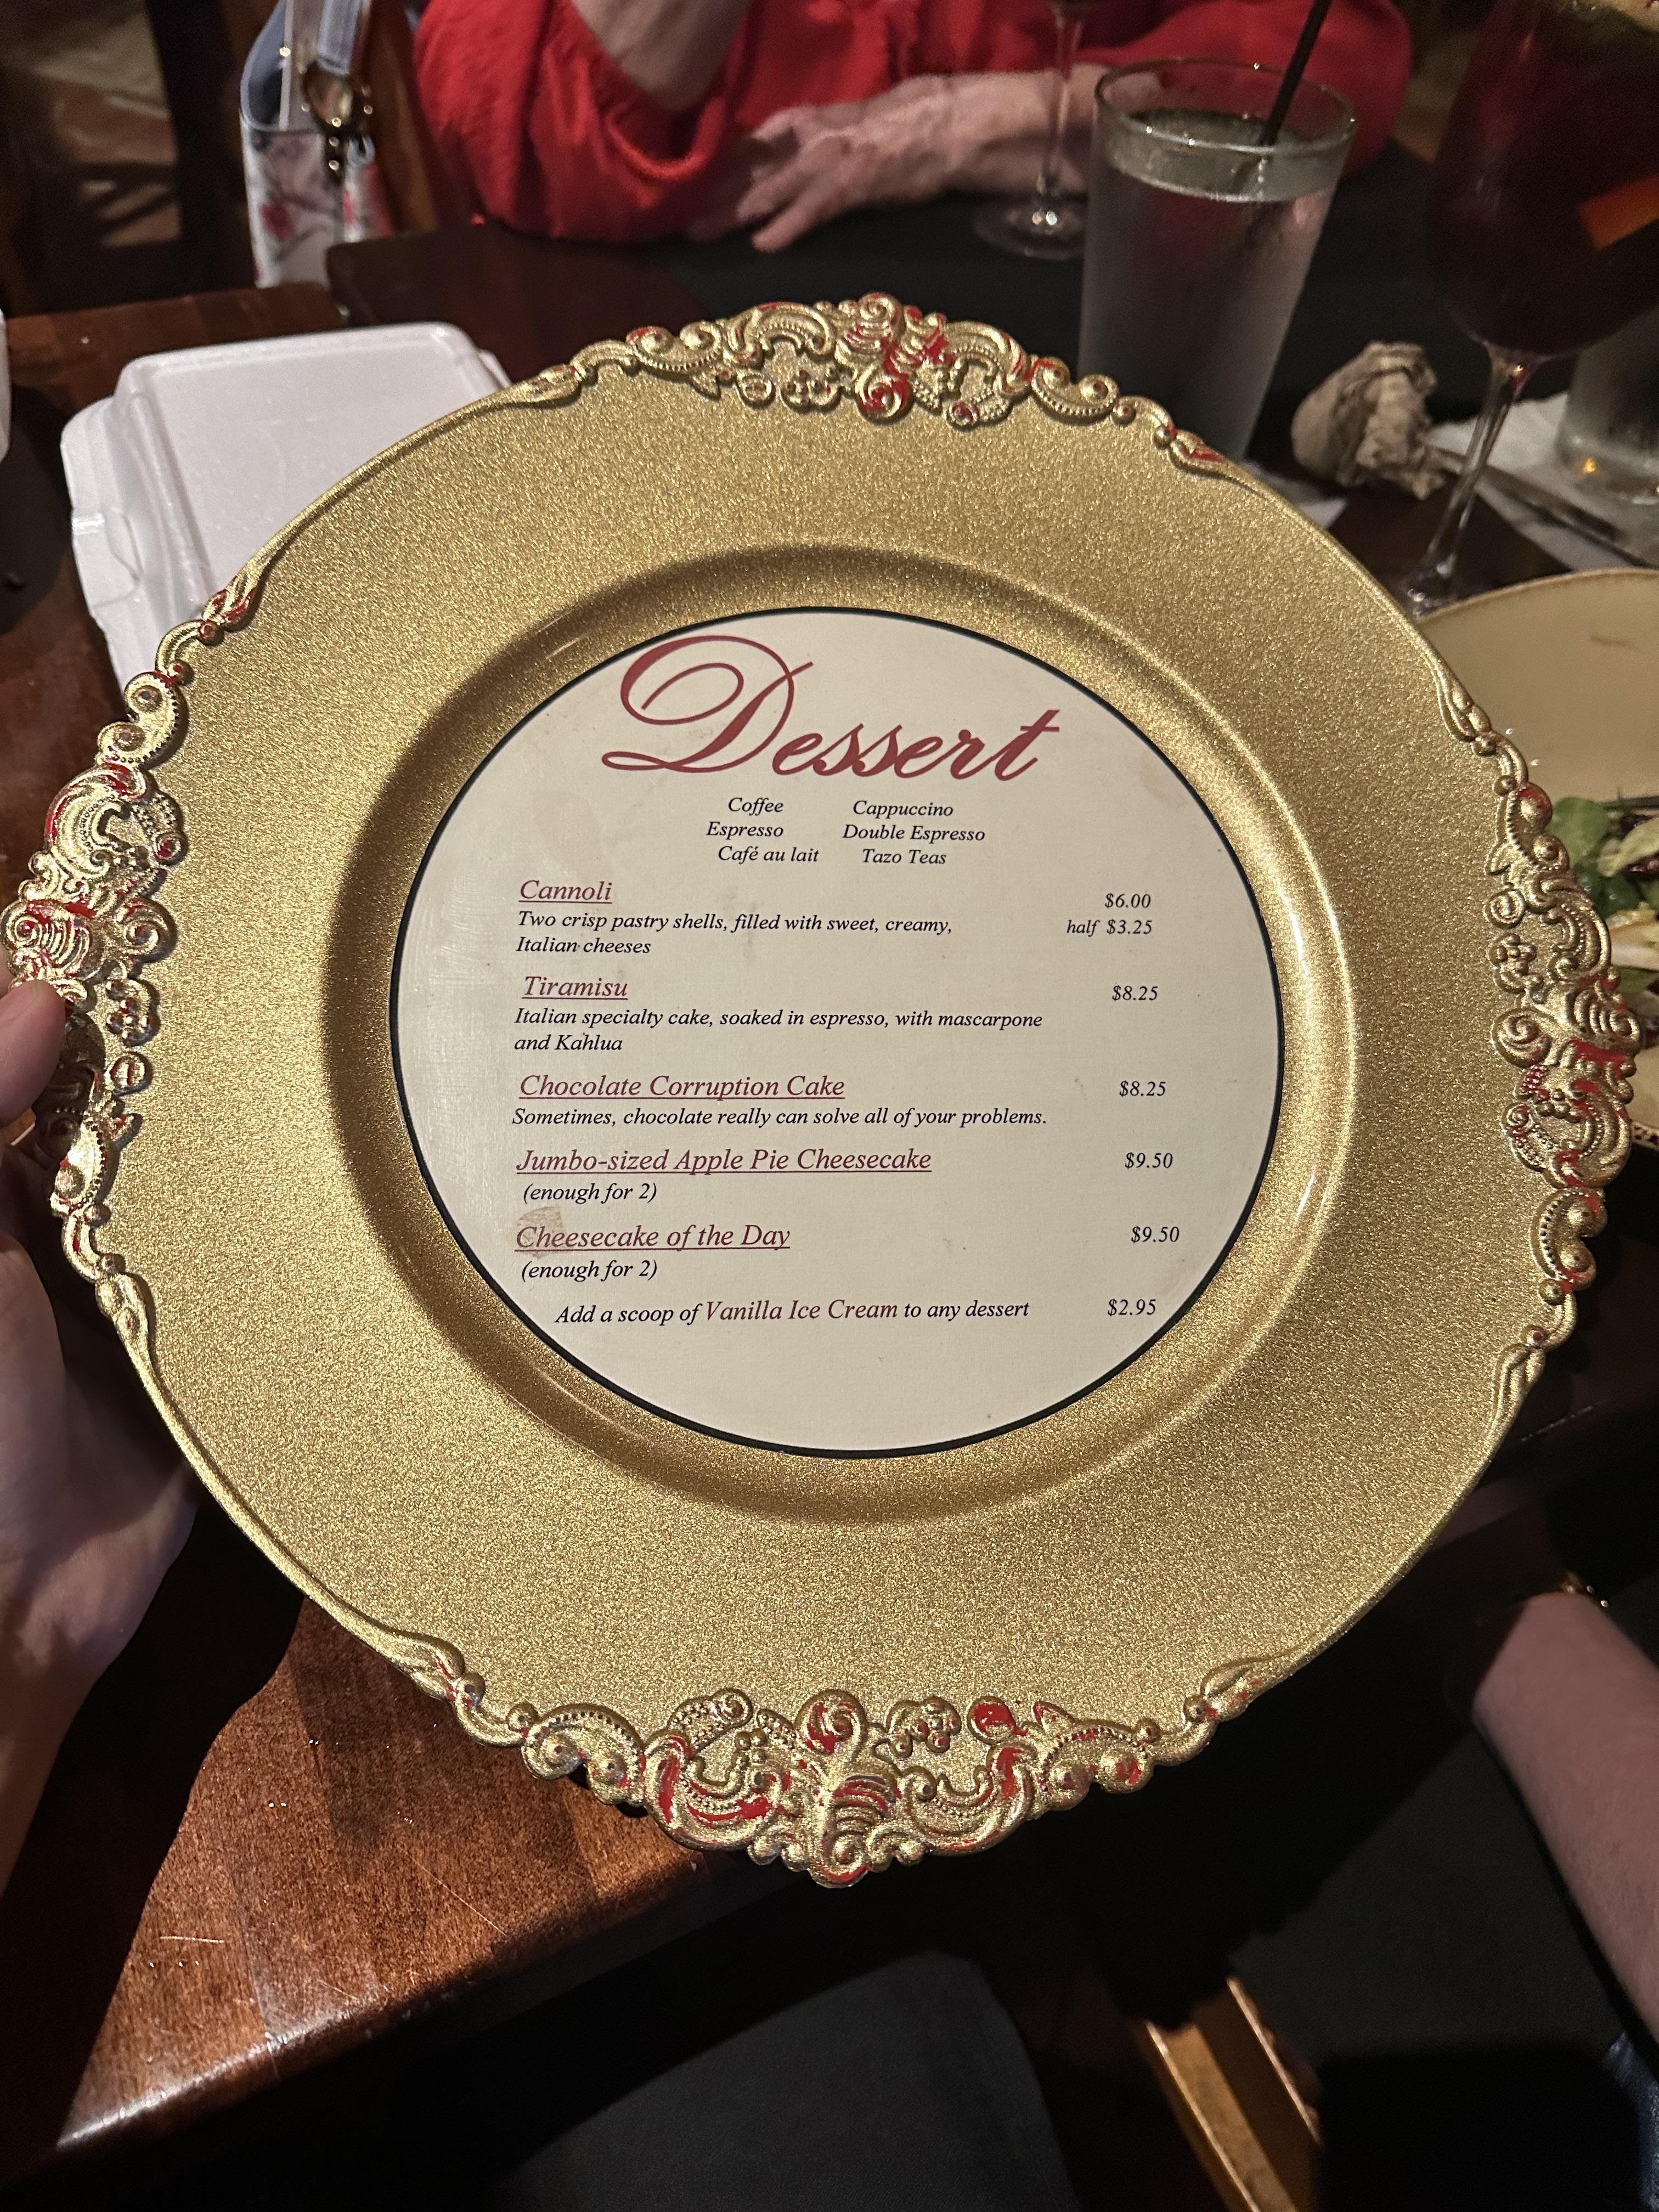 Dessert
Coffee Cappuccino
Espresso Double Espresso
Café au lait Tazo Teas
Cannoli $6.00
Two crisp pastry shells, filled with sweet, creamy, half $3.25
Italian cheeses
Tiramisu $8.25
Italian specialty cake, soaked in espresso, with mascarpone
and Kahlua
Chocolate Corruption Cake $8.25
Sometimes, chocolate really can solve all of your problems.
Jumbo-sized Apple Pie Cheesecake $9.50
(enough for 2)
Cheesecake of the Day $9.50
(enough for 2)
Add a scoop of Vanilla Ice Cream to any dessert $2.95